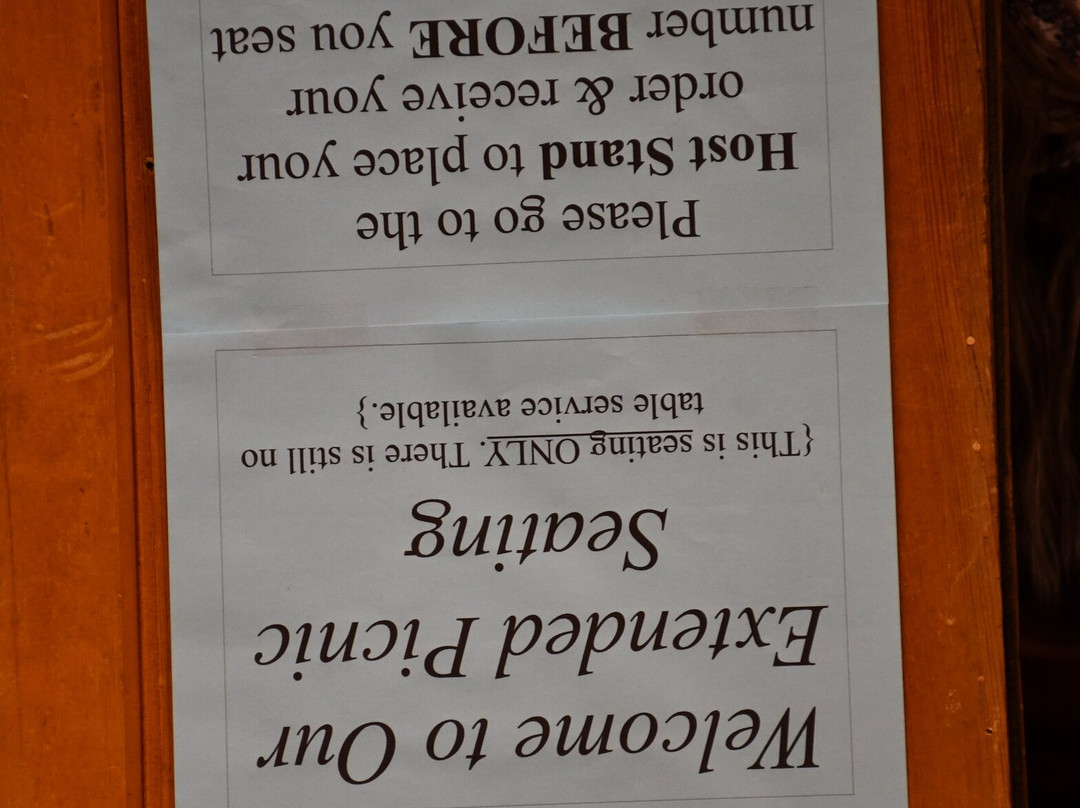 Welcome to Our
Extended Picnic
Seating
{This is seating ONLY. There is still no
table service available.}
Please go to the
Host Stand to place your
order & receive your
number BEFORE you seat